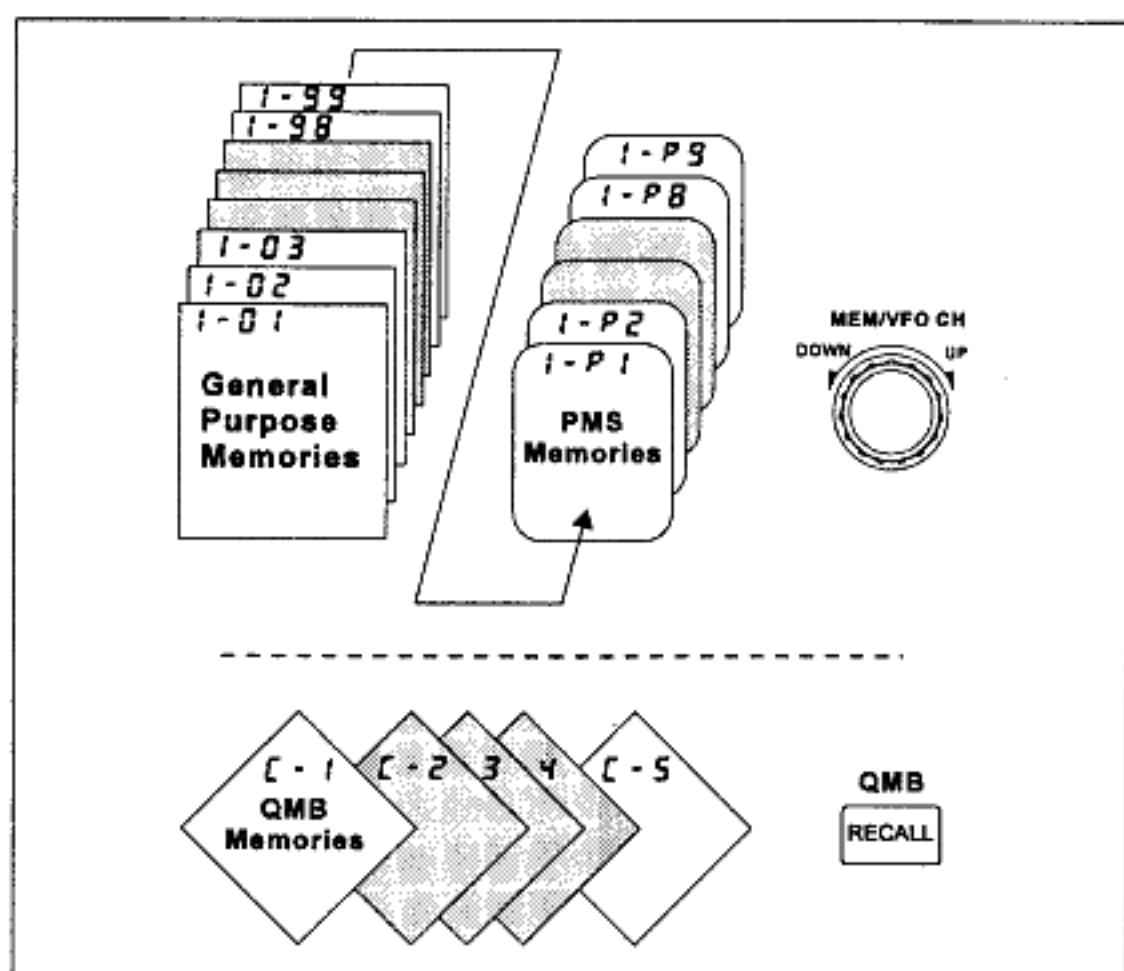 1-99
1-98
1-03
1-02
1-01
General
Purpose
Memories
1-P9
1-P8
1-P2
1-P1
PMS
Memories
MEM/VFO CH
DOWN UP
C-1 C-2 3 4 C-5
QMB
Memories
QMB
RECALL